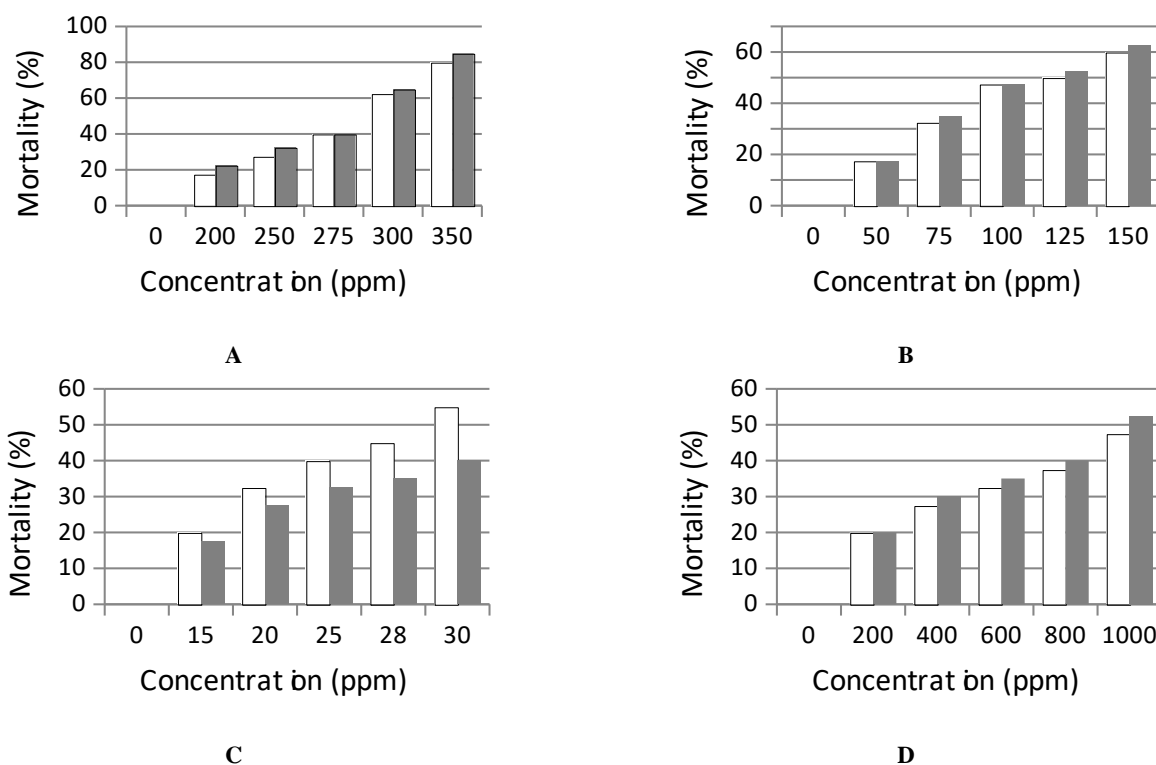 Mortality (%)
100
80
60
40
20
0
0 200 250 275 300 350
Concentrat ion (ppm)
A
Mortality (%)
60
40
20
0
0 50 75 100 125 150
Concentrat ion (ppm)
B
Mortality (%)
60
50
40
30
20
10
0
0 15 20 25 28 30
Concentrat ion (ppm)
C
Mortality (%)
60
50
40
30
20
10
0
0 200 400 600 800 1000
Concentrat ion (ppm)
D